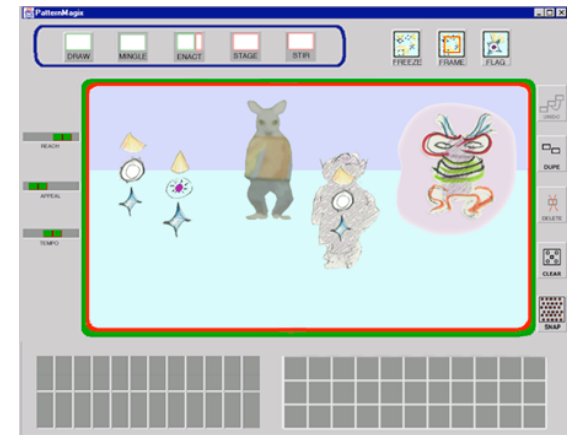 PatternMagix
DRAW MINGLE ENACT STAGE STIR FREEZE FRAME FLAG
UNDO
REACH
DUPE
APPEAL
DELETE
TEMPO
CLEAR
SNAP